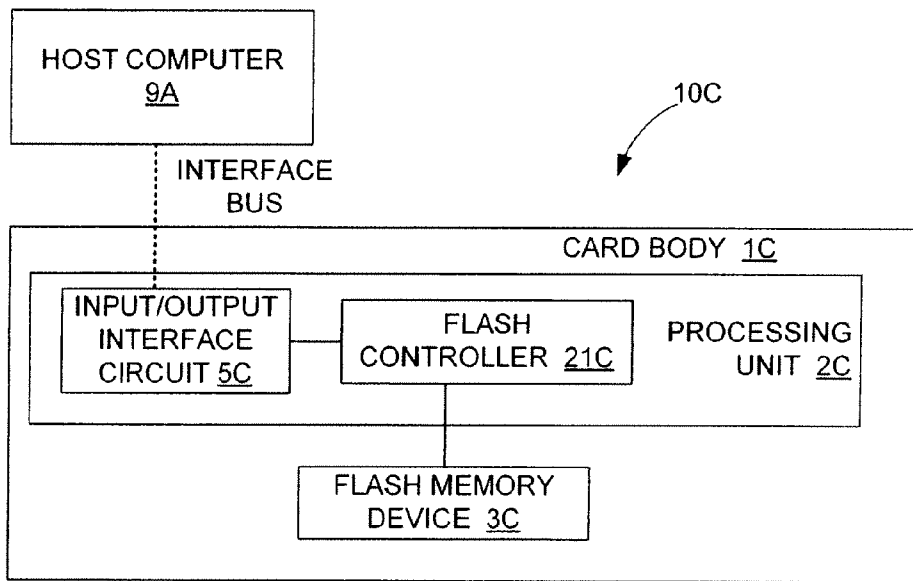 HOST COMPUTER
9A
10C
INTERFACE
BUS
CARD BODY 1C
INPUT/OUTPUT
INTERFACE
CIRCUIT 5C
FLASH
CONTROLLER 21C
PROCESSING
UNIT 2C
FLASH MEMORY
DEVICE 3C